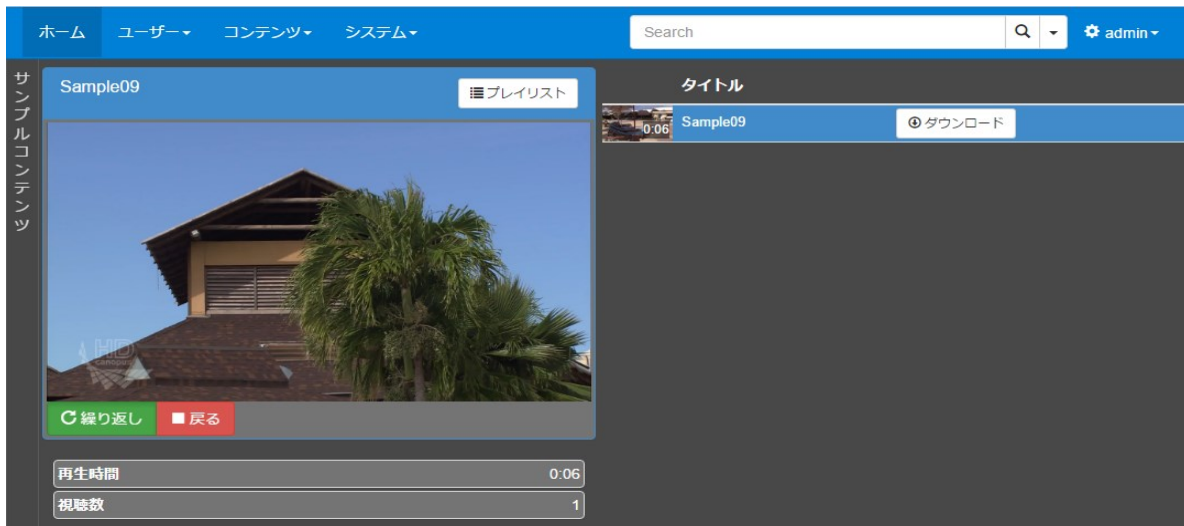 ホーム
ユーザー
コンテンツ
システム
Search
admin
サンプルコンテンツ
Sample09
プレイリスト
HD
canopus
繰り返し
戻る
再生時間 0:06
視聴数 1
タイトル
0:06 Sample09 ダウンロード